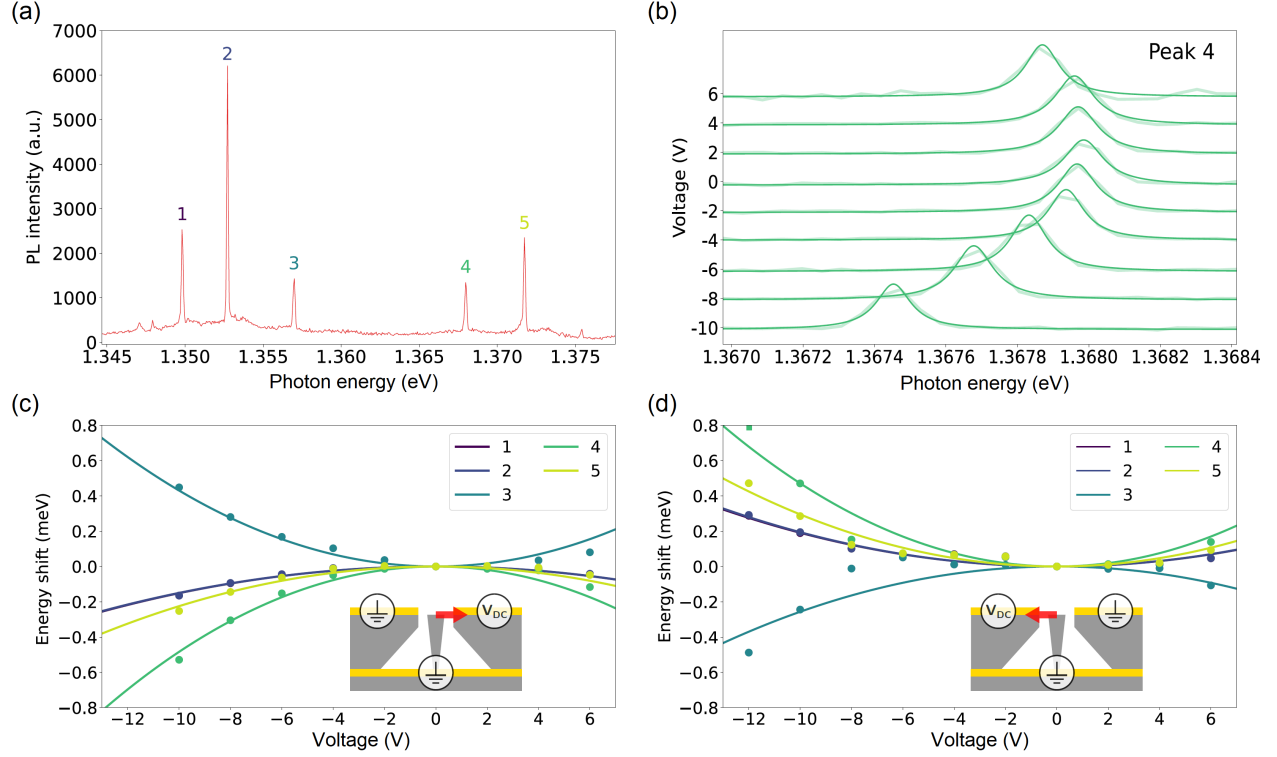 (a)
7000
6000
5000
4000
3000
2000
1000
0
PL intensity (a.u.)
1
2
3
4
5
1.345 1.350 1.355 1.360 1.365 1.370 1.375
Photon energy (eV)
(b)
Peak 4
6
4
2
0
-2
-4
-6
-8
-10
Voltage (V)
1.3670 1.3672 1.3674 1.3676 1.3678 1.3680 1.3682 1.3684
Photon energy (eV)
(c)
0.8
0.6
0.4
0.2
0.0
−0.2
−0.4
−0.6
−0.8
Energy shift (meV)
1 4
2 5
3
VDC
−12 −10 −8 −6 −4 −2 0 2 4 6
Voltage (V)
(d)
0.8
0.6
0.4
0.2
0.0
−0.2
−0.4
−0.6
−0.8
Energy shift (meV)
1 4
2 5
3
VDC
−12 −10 −8 −6 −4 −2 0 2 4 6
Voltage (V)